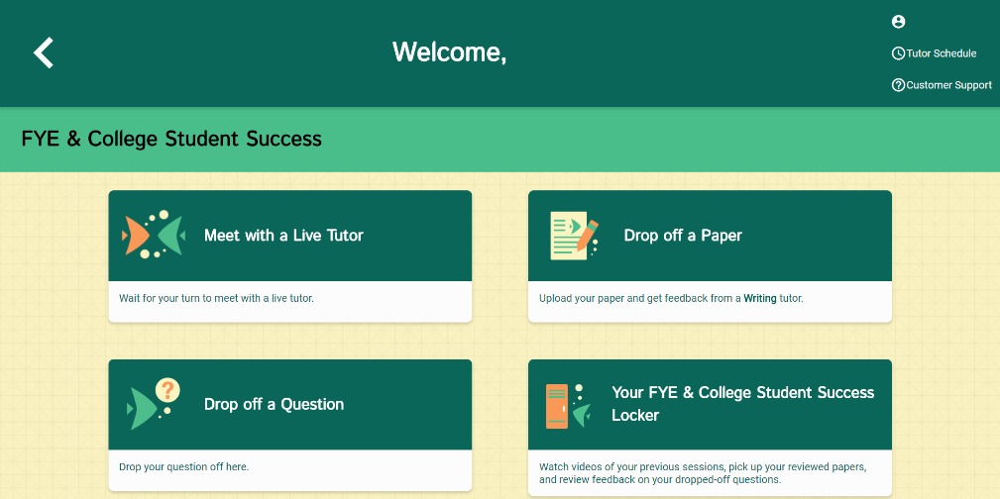 Welcome,
Tutor Schedule
Customer Support
FYE & College Student Success
Meet with a Live Tutor
Wait for your turn to meet with a live tutor.
Drop off a Paper
Upload your paper and get feedback from a Writing tutor.
?
Drop off a Question
Drop your question off here.
Your FYE & College Student Success
Locker
Watch videos of your previous sessions, pick up your reviewed papers,
and review feedback on your dropped-off questions.